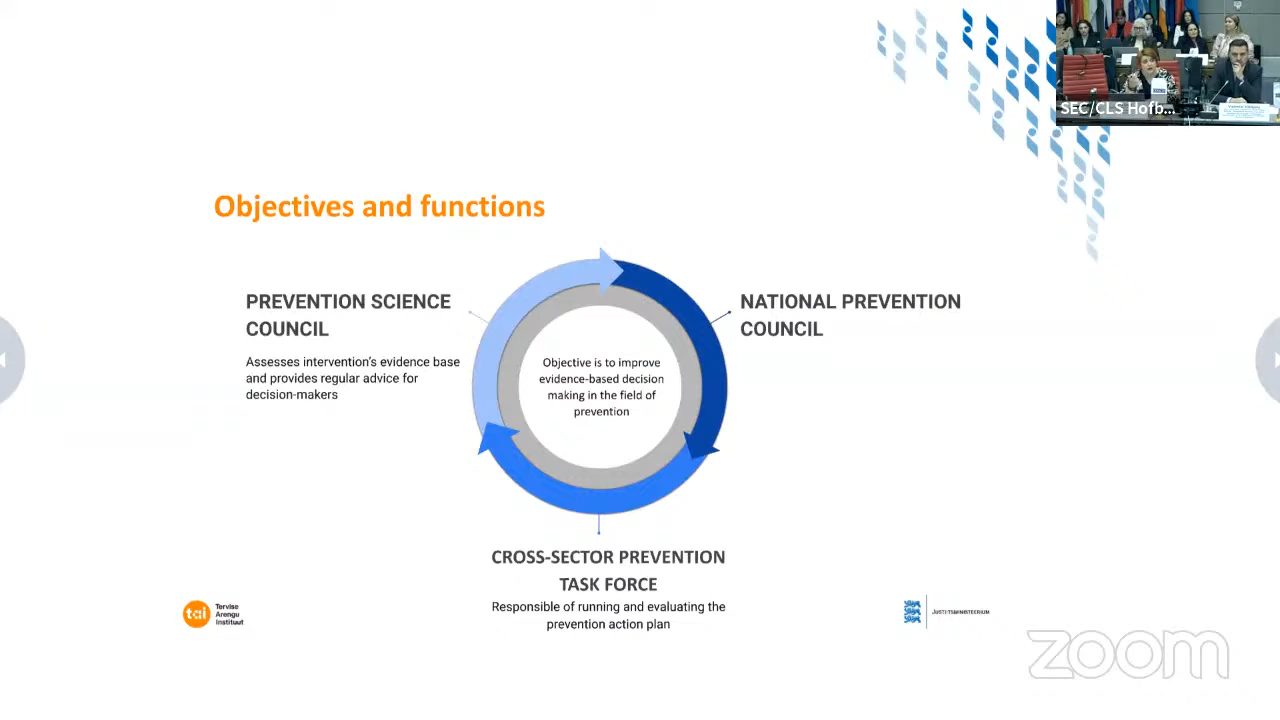 SEC/CLS Hofb...
Objectives and functions
PREVENTION SCIENCE
COUNCIL
Assesses intervention's evidence base
and provides regular advice for
decision-makers
NATIONAL PREVENTION
COUNCIL
Objective is to improve
evidence-based decision
making in the field of
prevention
CROSS-SECTOR PREVENTION
TASK FORCE
Responsible of running and evaluating the
prevention action plan
tai
Tervise
Arengu
Instituut
JUSTIITSMINISTEERIUM
zoom